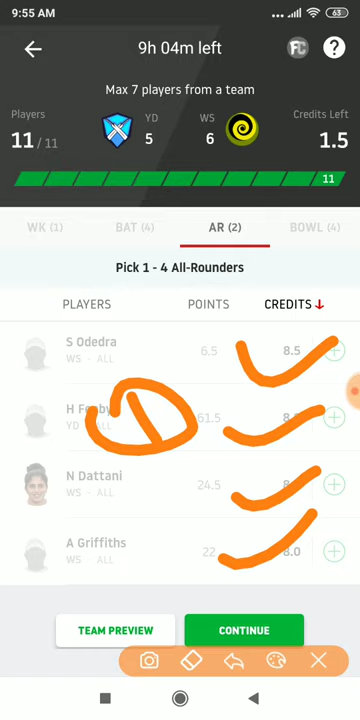 9:55 AM
63
9h 04m left
FC
?
Max 7 players from a team
Players YD WS Credits Left
11 / 11 5 6 1.5
11
WK (1) BAT (4) AR (2) BOWL (4)
Pick 1 - 4 All-Rounders
PLAYERS POINTS CREDITS
S Odedra
WS - ALL 6.5 8.5
H
YD ALL 61.5
N Dattani
WS - ALL 24.5
A Griffiths
WS ALL 22 8.0
TEAM PREVIEW CONTINUE